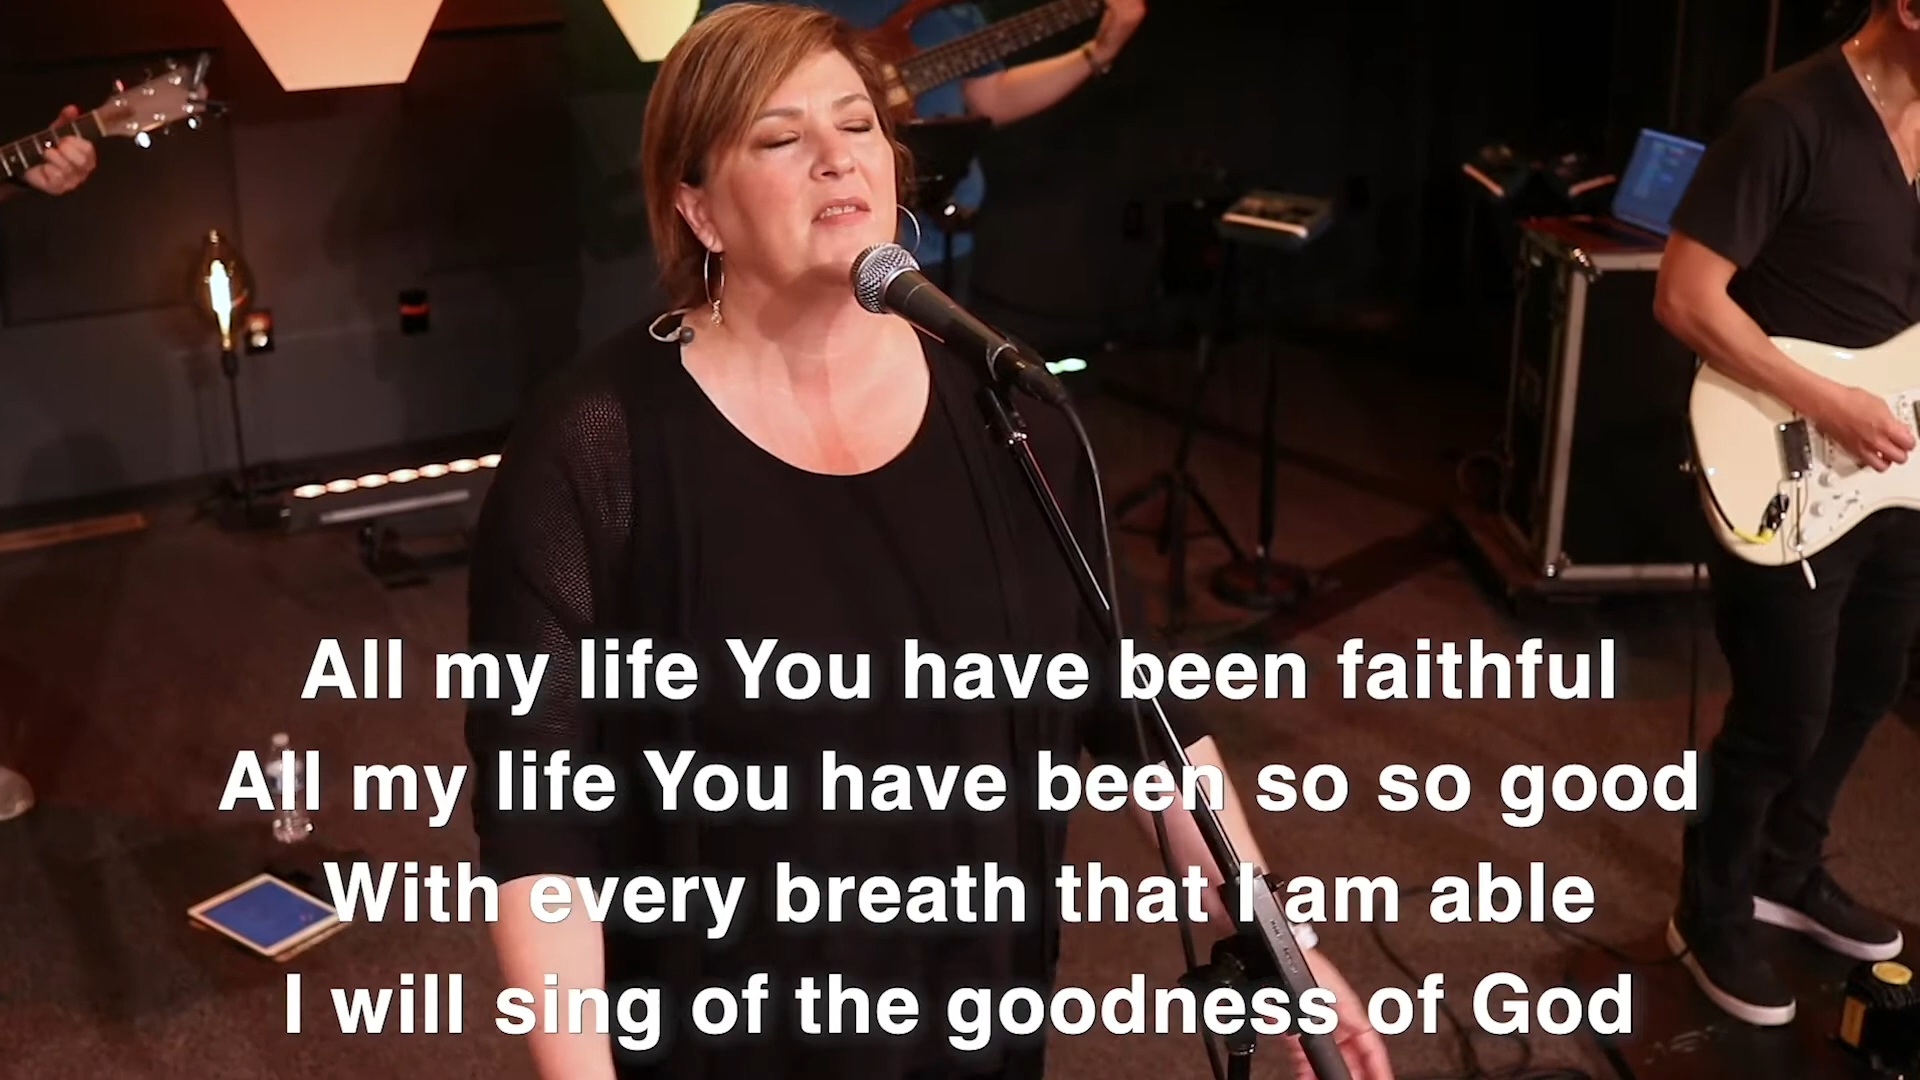 All my life You have been faithful
All my life You have been so so good
With every breath that I am able
I will sing of the goodness of God